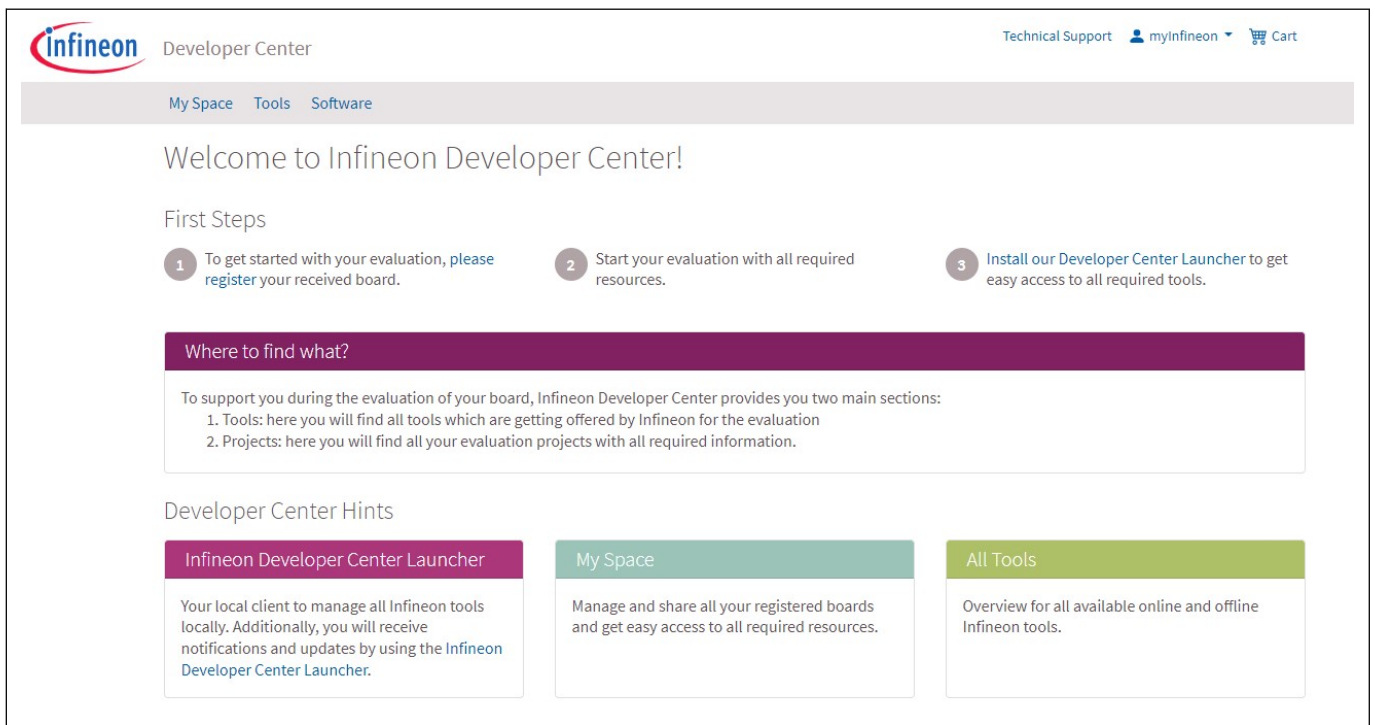 infineon Developer Center
Technical Support myInfineon Cart
My Space Tools Software
Welcome to Infineon Developer Center!
First Steps
1 To get started with your evaluation, please
register your received board.
2 Start your evaluation with all required
resources.
3 Install our Developer Center Launcher to get
easy access to all required tools.
Where to find what?
To support you during the evaluation of your board, Infineon Developer Center provides you two main sections:
1. Tools: here you will find all tools which are getting offered by Infineon for the evaluation
2. Projects: here you will find all your evaluation projects with all required information.
Developer Center Hints
Infineon Developer Center Launcher
Your local client to manage all Infineon tools
locally. Additionally, you will receive
notifications and updates by using the Infineon
Developer Center Launcher.
My Space
Manage and share all your registered boards
and get easy access to all required resources.
All Tools
Overview for all available online and offline
Infineon tools.